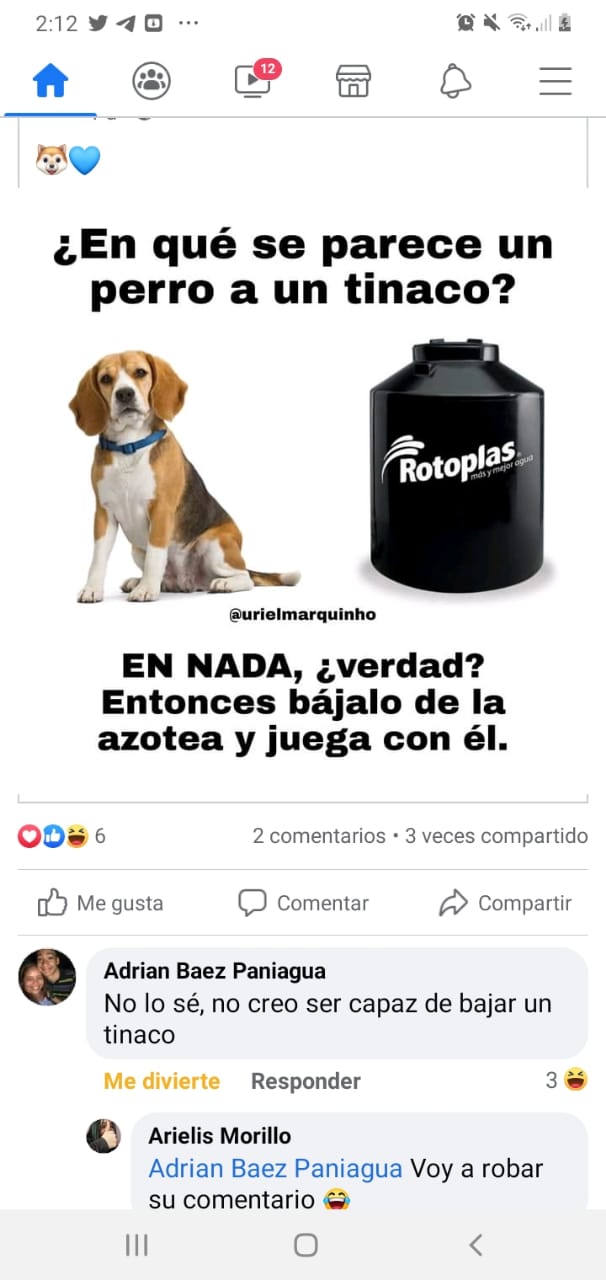 2:12
12
¿En qué se parece un
perro a un tinaco?
Rotoplas
más y mejor agua
@urielmarquinho
EN NADA, ¿verdad?
Entonces bájalo de la
azotea y juega con él.
6
2 comentarios • 3 veces compartido
Me gusta
Comentar
Compartir
Adrian Baez Paniagua
No lo sé, no creo ser capaz de bajar un
tinaco
Me divierte
Responder
3
Arielis Morillo
Adrian Baez Paniagua Voy a robar
su comentario